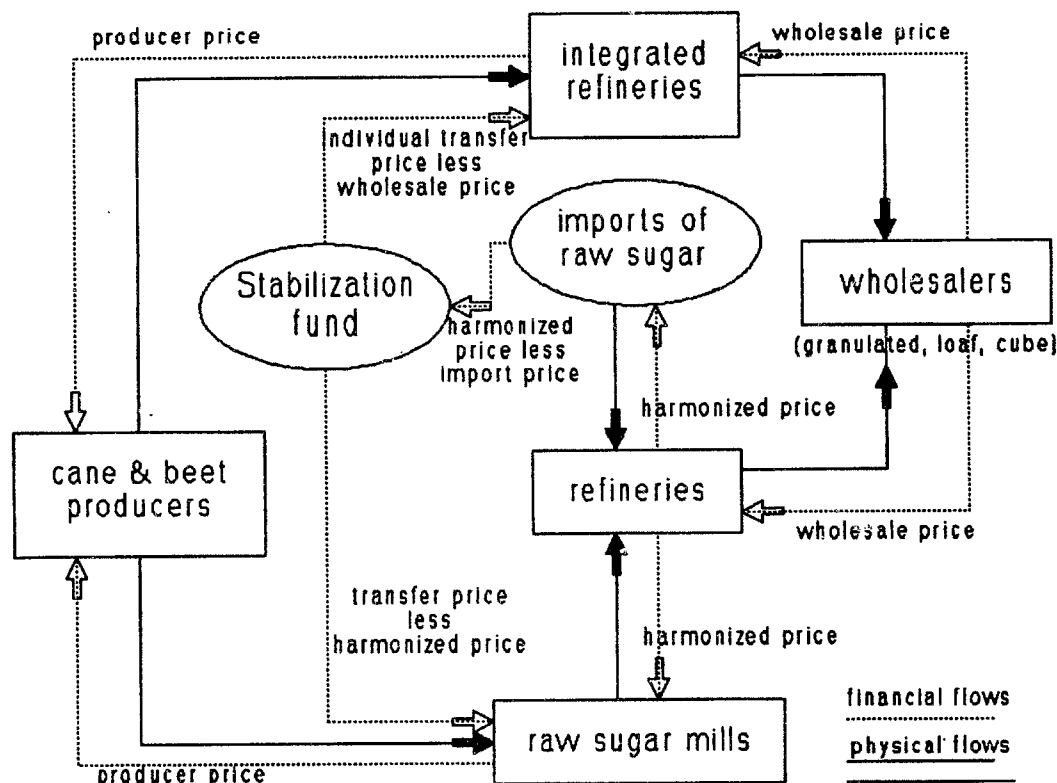 producer price
integrated
refineries
wholesale price
individual transfer
price less
wholesale price
imports of
raw sugar
Stabilization
fund
wholesalers
(granulated, loaf, cube)
harmonized
price less
import price
harmonized price
cane & beet
producers
refineries
wholesale price
transfer price
less
harmonized price
harmonized price
raw sugar mills
producer price
financial flows
physical flows